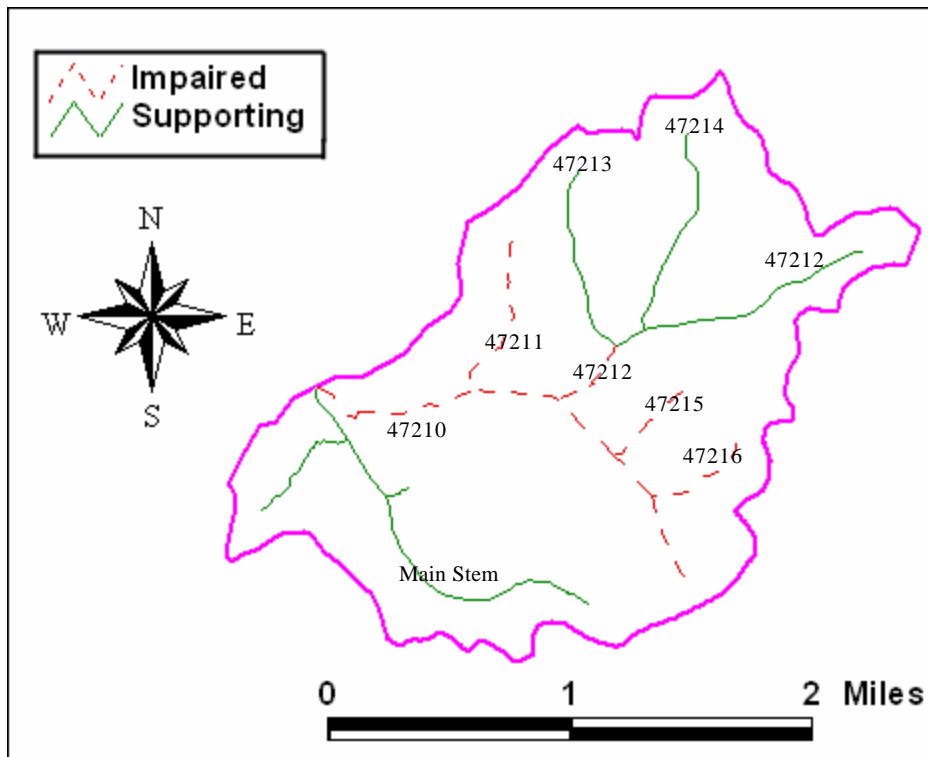 Impaired
Supporting
N
W E
S
47214
47213
47212
47211
47212
47215
47210
47216
Main Stem
0 1 2 Miles